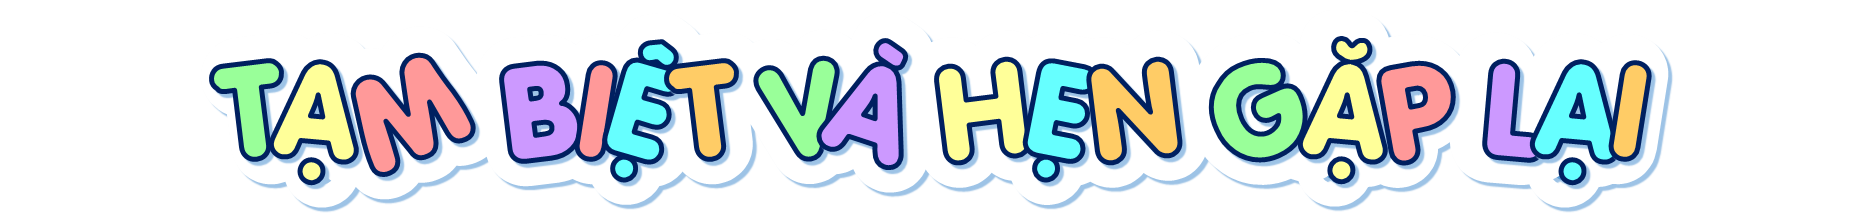 TẠM BIỆT VÀ HẸN GẶP LẠI